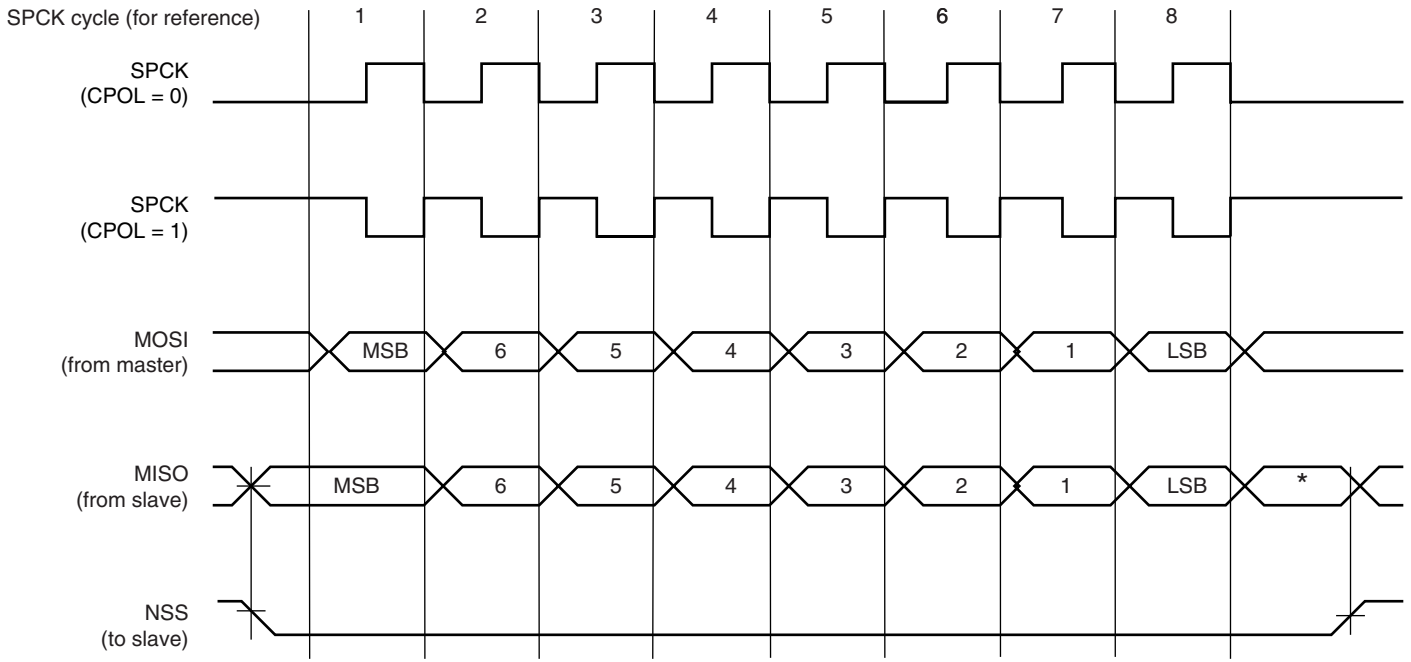 SPCK cycle (for reference) 1 2 3 4 5 6 7 8
SPCK
(CPOL = 0)
SPCK
(CPOL = 1)
MOSI
(from master)
MSB 6 5 4 3 2 1 LSB
MISO
(from slave)
MSB 6 5 4 3 2 1 LSB *
NSS
(to slave)